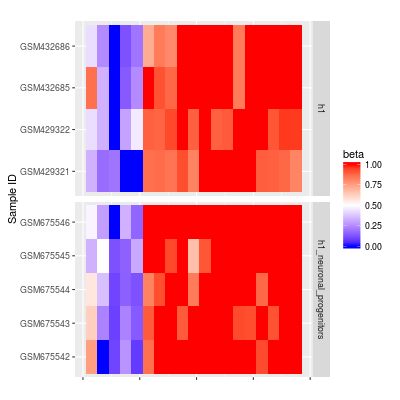 GSM432686
GSM432685
GSM429322
GSM429321
h1
GSM675546
GSM675545
GSM675544
GSM675543
GSM675542
h1_neuronal_progenitors
Sample ID
beta
1.00
0.75
0.50
0.25
0.00